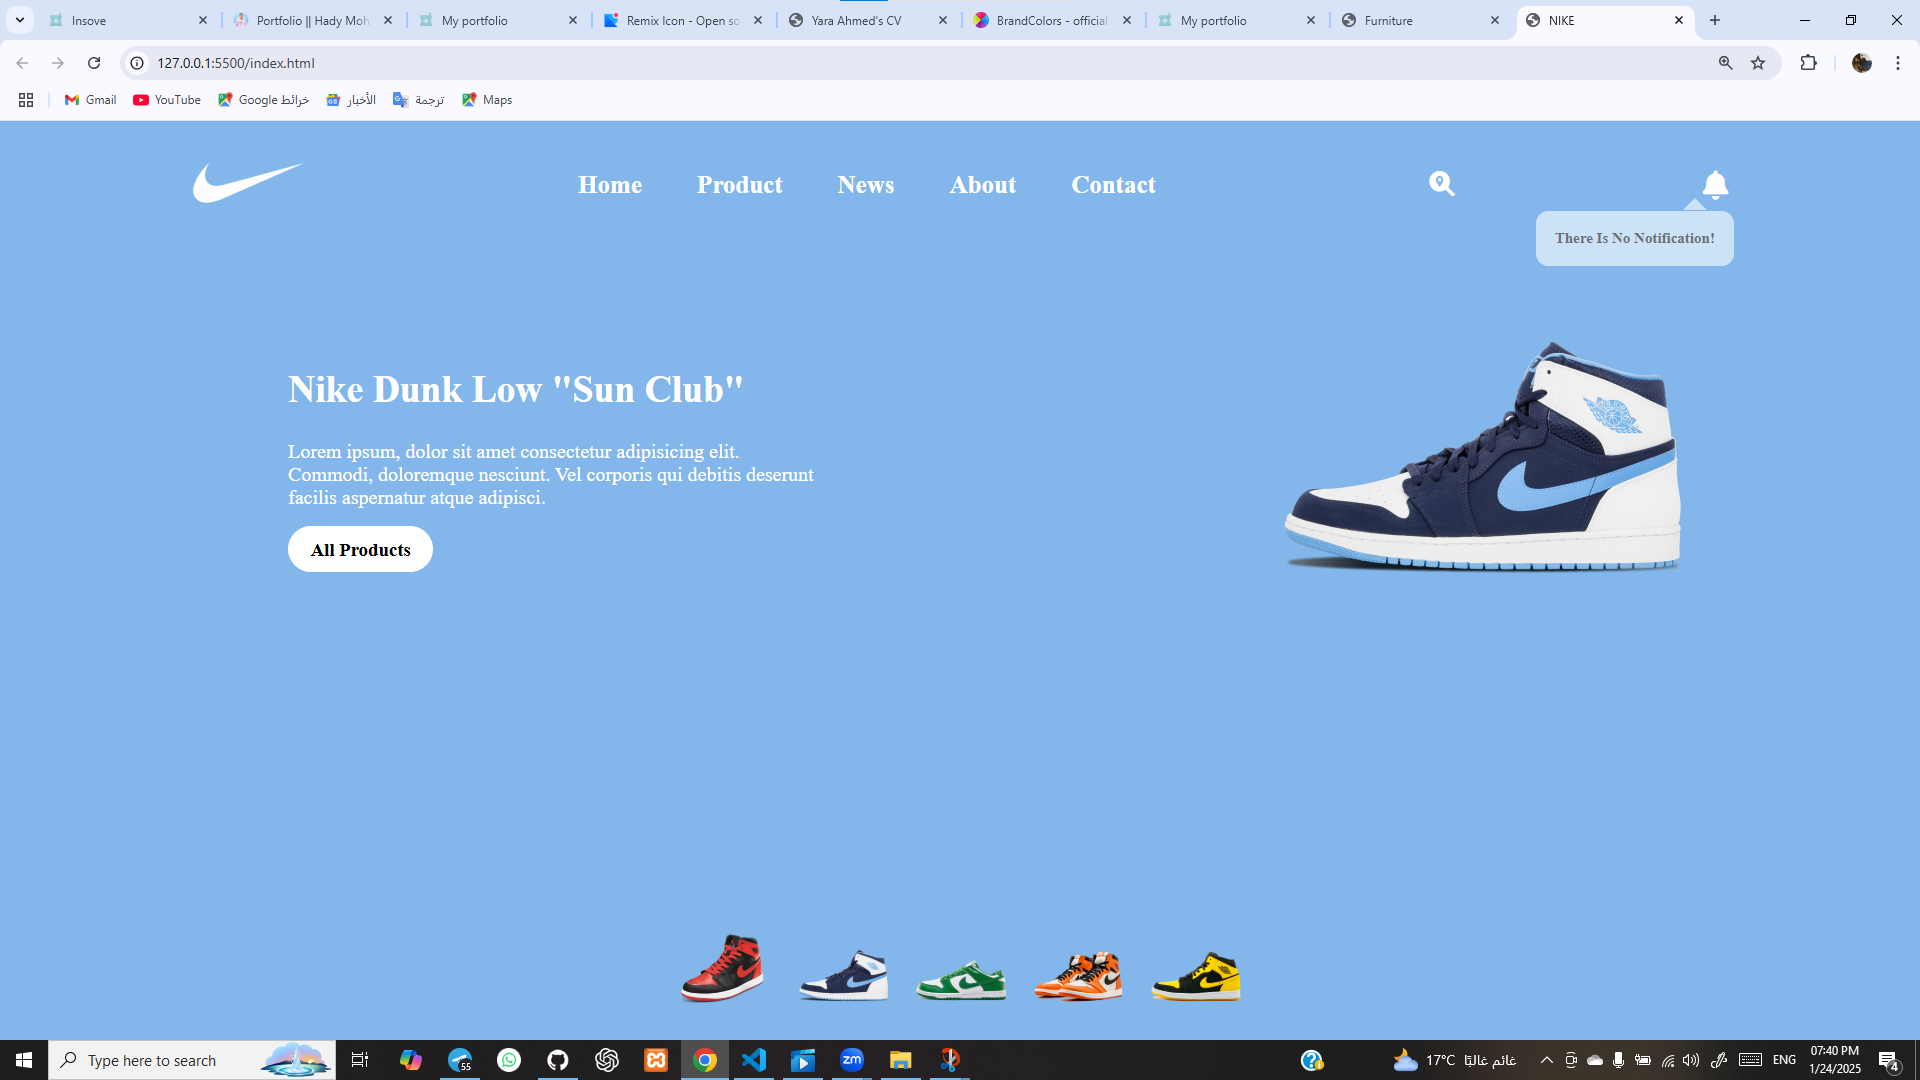 Insove
Portfolio || Hady Moh
My portfolio
Remix Icon - Open so
Yara Ahmed's CV
BrandColors - official
My portfolio
Furniture
NIKE
127.0.0.1:5500/index.html
Gmail
YouTube
خرائط Google
الأخبار
ترجمة
Maps
Home
Product
News
About
Contact
There Is No Notification!
Nike Dunk Low "Sun Club"
Lorem ipsum, dolor sit amet consectetur adipisicing elit.
Commodi, doloremque nesciunt. Vel corporis qui debitis deserunt
facilis aspernatur atque adipisci.
All Products
Type here to search
55
zm
17°C غائم غالبًا
ENG
07:40 PM
1/24/2025
4